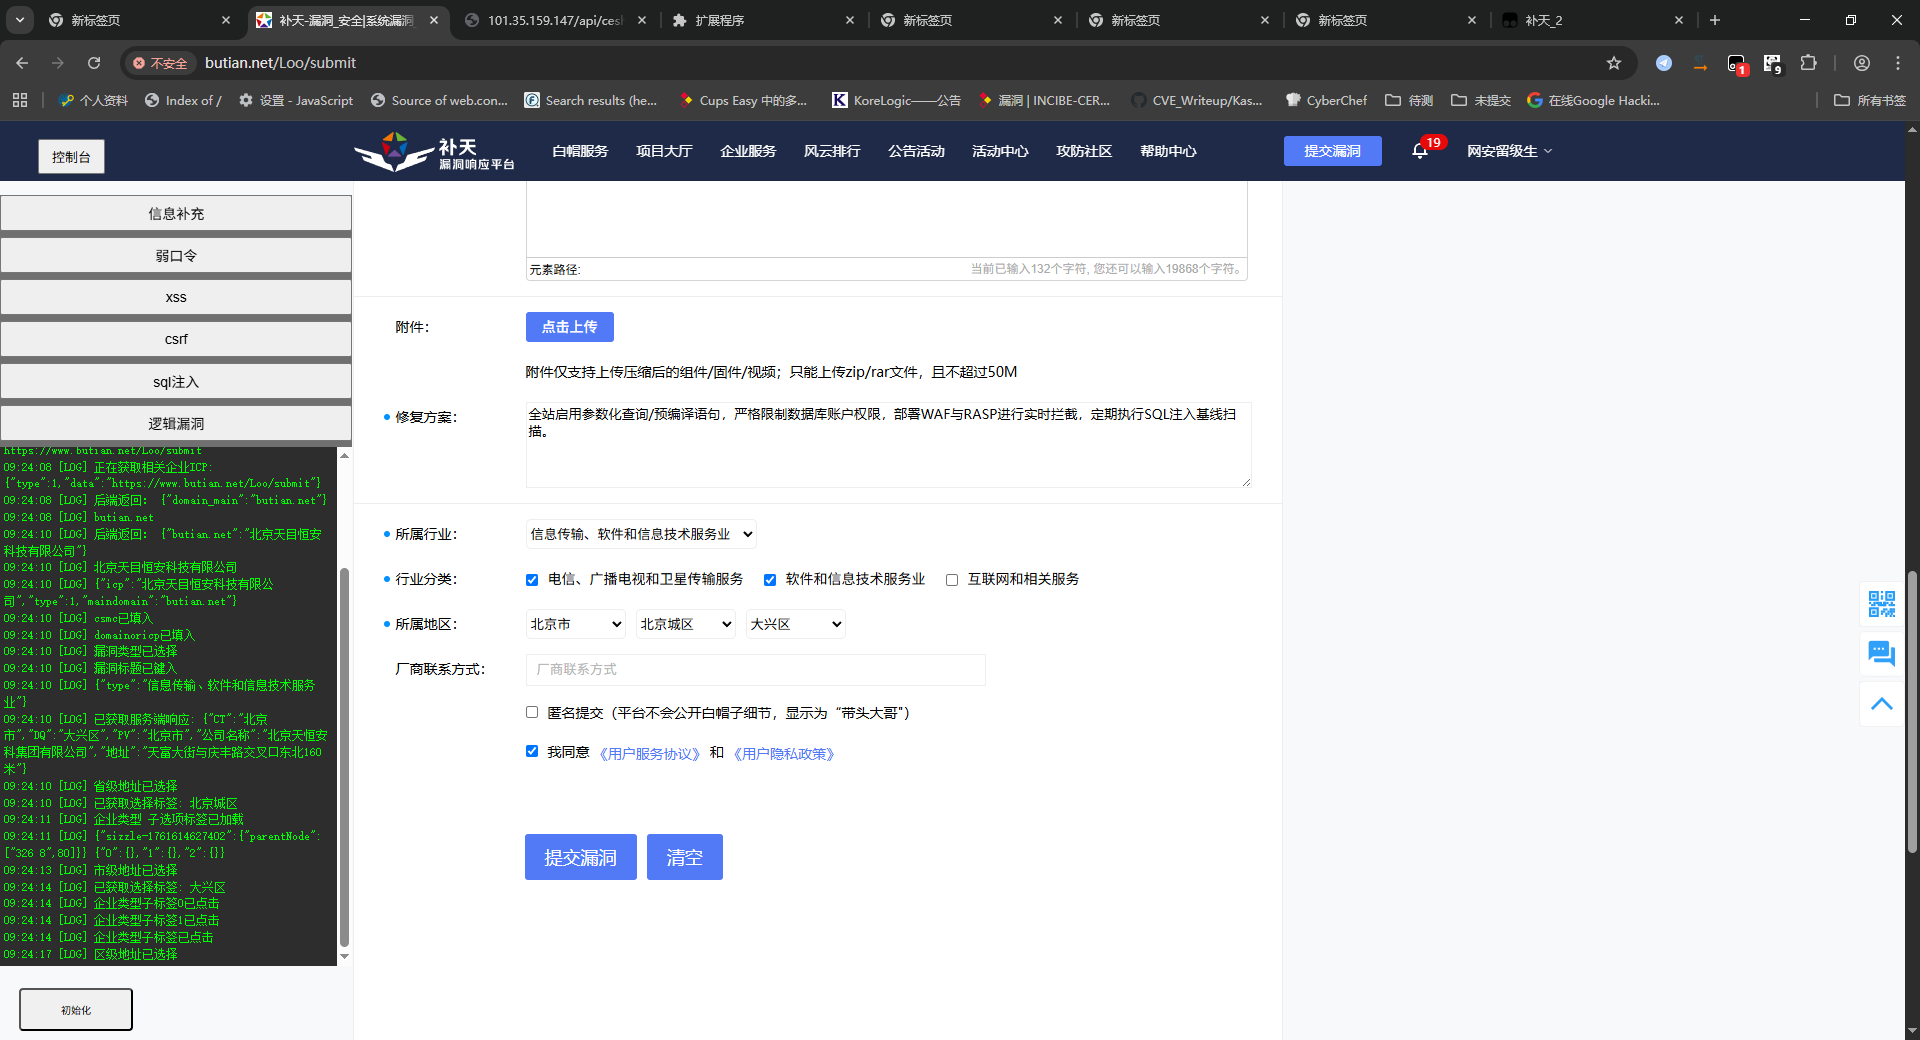 新标签页
补天-漏洞_安全|系统漏洞
101.35.159.147/api/cesh
扩展程序
新标签页
新标签页
新标签页
补天_2
不安全
butian.net/Loo/submit
1
9
个人资料
Index of /
设置 - JavaScript
Source of web.con...
Search results (he...
Cups Easy 中的多...
KoreLogic——公告
漏洞 | INCIBE-CER...
CVE_Writeup/Kas...
CyberChef
待测
未提交
在线Google Hacki...
所有书签
控制台
补天
漏洞响应平台
白帽服务
项目大厅
企业服务
风云排行
公告活动
活动中心
攻防社区
帮助中心
提交漏洞
19
网安留级生
信息补充
弱口令
xss
csrf
sql注入
逻辑漏洞
https://www.butian.net/Loo/submit
09:24:08 [LOG] 正在获取相关企业ICP:
{"type":1,"data":"https://www.butian.net/Loo/submit"}
09:24:08 [LOG] 后端返回: {"domain_main":"butian.net"}
09:24:08 [LOG] butian.net
09:24:10 [LOG] 后端返回: {"butian.net":"北京天目恒安
科技有限公司"}
09:24:10 [LOG] 北京天目恒安科技有限公司
09:24:10 [LOG] {"icp":"北京天目恒安科技有限公
司","type":1,"maindomain":"butian.net"}
09:24:10 [LOG] csmc已填入
09:24:10 [LOG] domainoricp已填入
09:24:10 [LOG] 漏洞类型已选择
09:24:10 [LOG] 漏洞标题已键入
09:24:10 [LOG] {"type":"信息传输、软件和信息技术服务
业"}
09:24:10 [LOG] 已获取服务端响应: {"CT":"北京
市","DQ":"大兴区","PV":"北京市","公司名称":"北京天恒安
科集团有限公司","地址":"天富大街与庆丰路交叉口东北160
米"}
09:24:10 [LOG] 省级地址已选择
09:24:10 [LOG] 已获取选择标签: 北京城区
09:24:11 [LOG] 企业类型 子选项标签已加载
09:24:11 [LOG] {"sizzle-1761614627402":{"parentNode":
["326 8",80]}} {"0":{},"1":{},"2":{}}
09:24:13 [LOG] 市级地址已选择
09:24:14 [LOG] 已获取选择标签: 大兴区
09:24:14 [LOG] 企业类型子标签0已点击
09:24:14 [LOG] 企业类型子标签1已点击
09:24:14 [LOG] 企业类型子标签已点击
09:24:17 [LOG] 区级地址已选择
初始化
元素路径:
当前已输入132个字符, 您还可以输入19868个字符。
附件:
点击上传
附件仅支持上传压缩后的组件/固件/视频；只能上传zip/rar文件，且不超过50M
修复方案:
全站启用参数化查询/预编译语句，严格限制数据库账户权限，部署WAF与RASP进行实时拦截，定期执行SQL注入基线扫
描。
所属行业:
信息传输、软件和信息技术服务业
行业分类:
电信、广播电视和卫星传输服务
软件和信息技术服务业
互联网和相关服务
所属地区:
北京市
北京城区
大兴区
厂商联系方式:
厂商联系方式
匿名提交（平台不会公开白帽子细节，显示为“带头大哥”）
我同意 《用户服务协议》 和 《用户隐私政策》
提交漏洞
清空